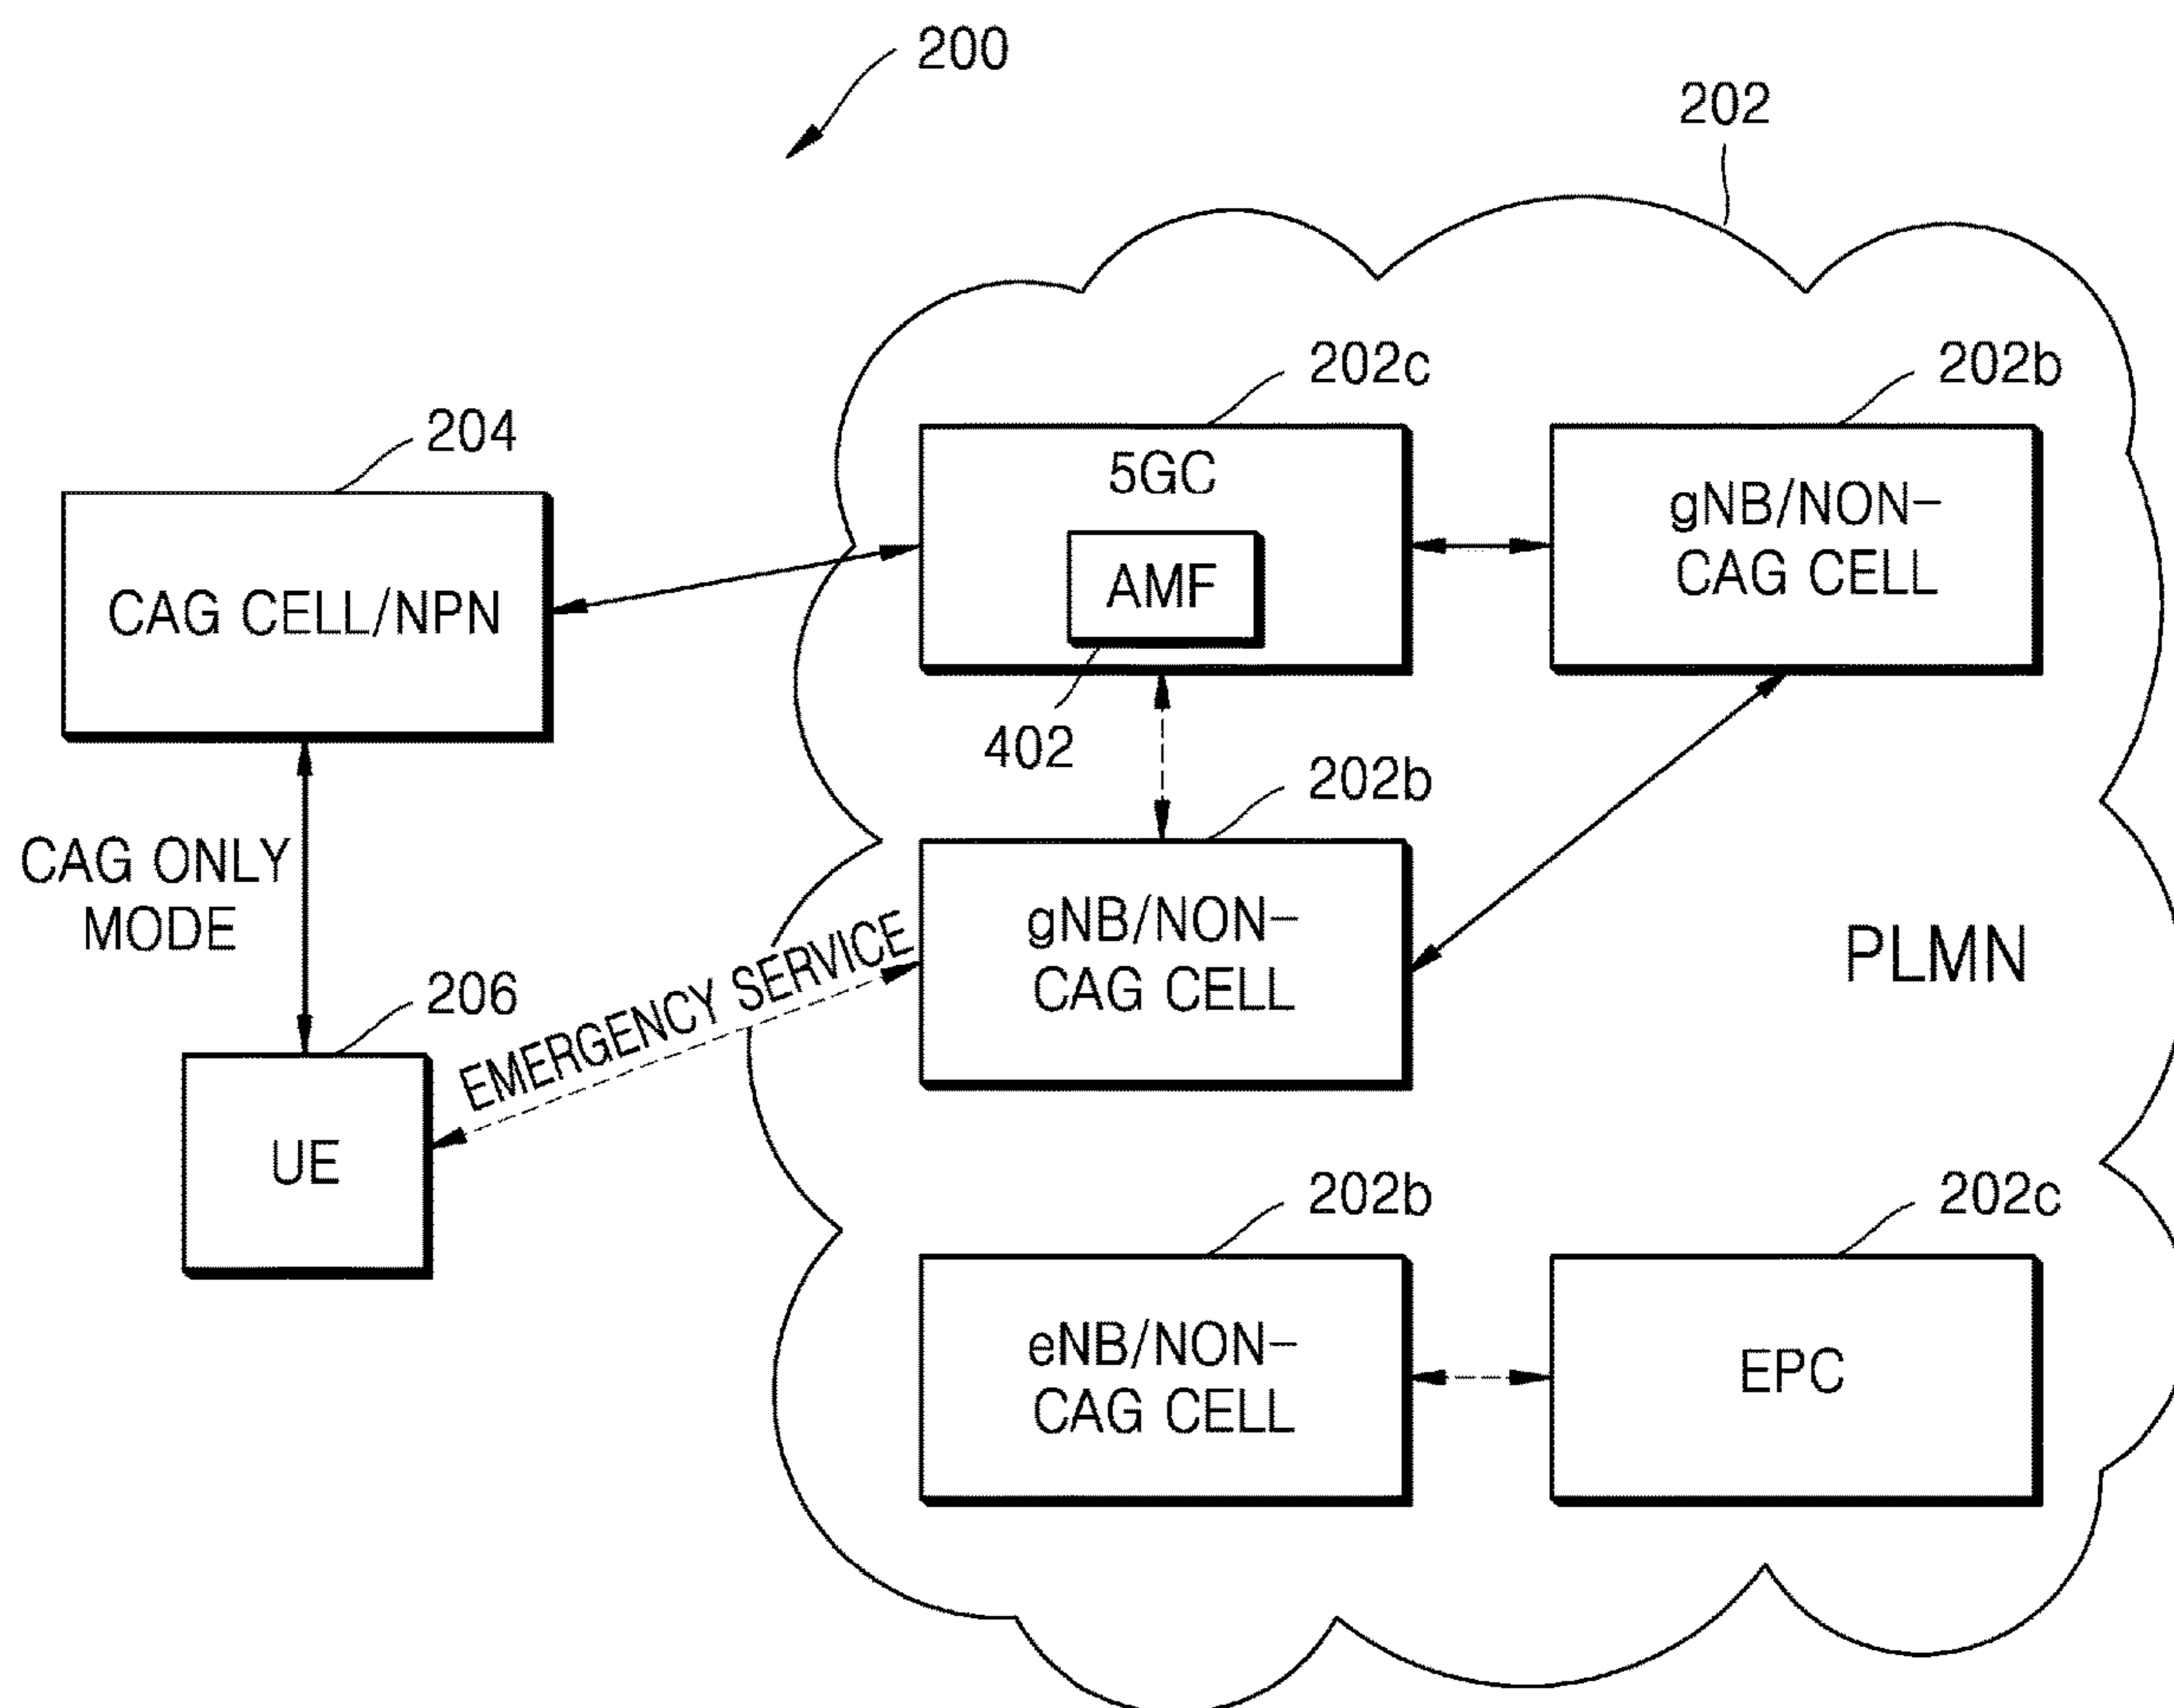 200
202
202c
202b
204
5GC
gNB/NON-
CAG CELL
AMF
CAG CELL/NPN
402
202b
CAG ONLY
MODE
gNB/NON-
CAG CELL
PLMN
EMERGENCY SERVICE
206
UE
202b
202c
eNB/NON-
CAG CELL
EPC